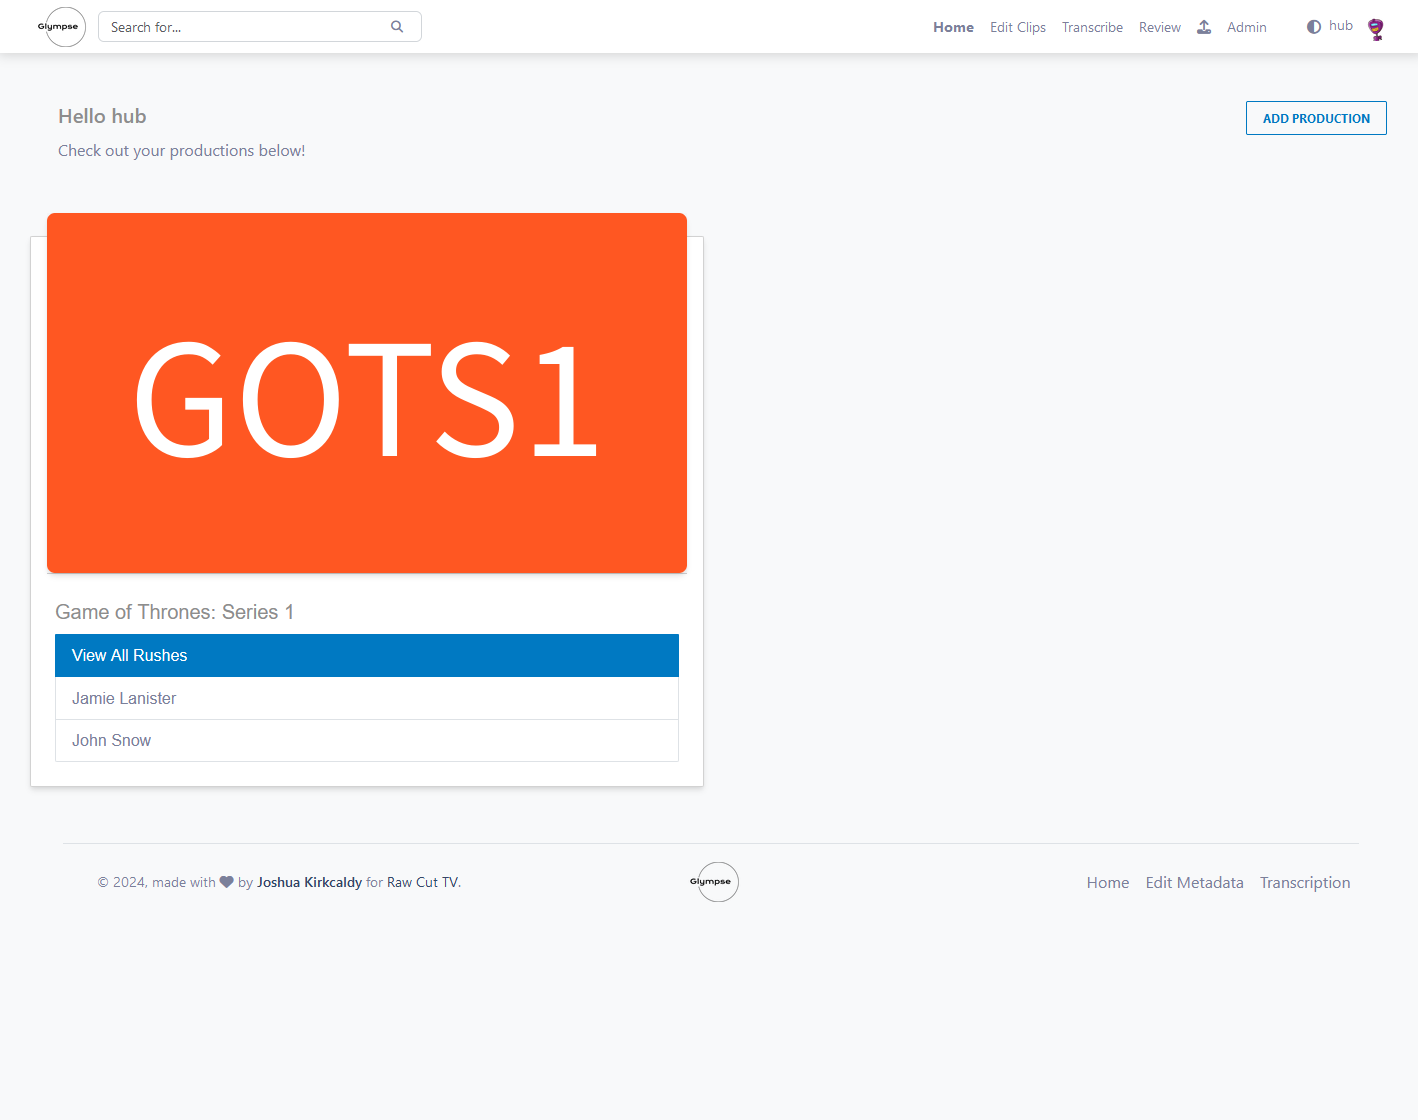 Glympse
Search for...
Home Edit Clips Transcribe Review Admin hub
Hello hub
ADD PRODUCTION
Check out your productions below!
GOTS1
Game of Thrones: Series 1
View All Rushes
Jamie Lanister
John Snow
© 2024, made with by Joshua Kirkcaldy for Raw Cut TV.
Glympse
Home Edit Metadata Transcription